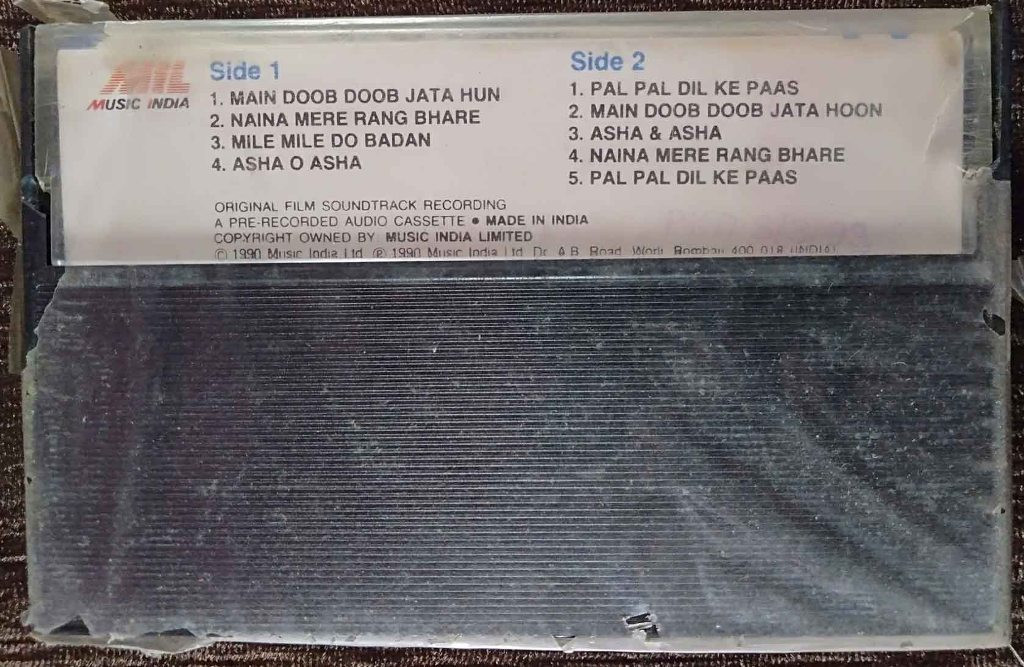 MIL
MUSIC INDIA
Side 1
1. MAIN DOOB DOOB JATA HUN
2. NAINA MERE RANG BHARE
3. MILE MILE DO BADAN
4. ASHA O ASHA
Side 2
1. PAL PAL DIL KE PAAS
2. MAIN DOOB DOOB JATA HOON
3. ASHA & ASHA
4. NAINA MERE RANG BHARE
5. PAL PAL DIL KE PAAS
ORIGINAL FILM SOUNDTRACK RECORDING
A PRE-RECORDED AUDIO CASSETTE ● MADE IN INDIA
COPYRIGHT OWNED BY MUSIC INDIA LIMITED
© 1990 Music India Ltd. ℗ 1990 Music India Ltd. Dr. A.B. Road, Worli, Bombay 400 018 (INDIA)